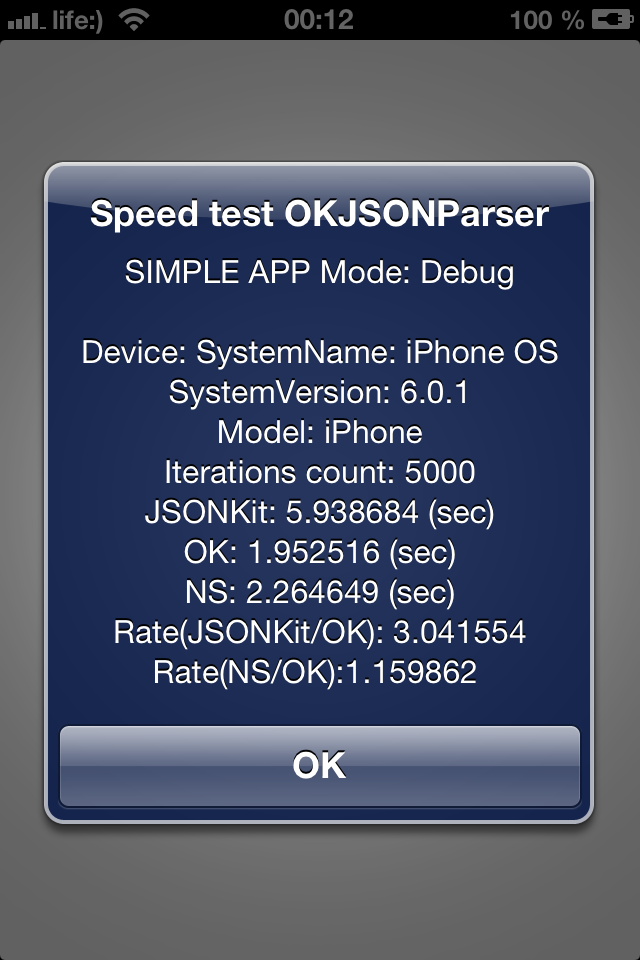 life:) 00:12 100 %
Speed test OKJSONParser
SIMPLE APP Mode: Debug
Device: SystemName: iPhone OS
SystemVersion: 6.0.1
Model: iPhone
Iterations count: 5000
JSONKit: 5.938684 (sec)
OK: 1.952516 (sec)
NS: 2.264649 (sec)
Rate(JSONKit/OK): 3.041554
Rate(NS/OK):1.159862
OK